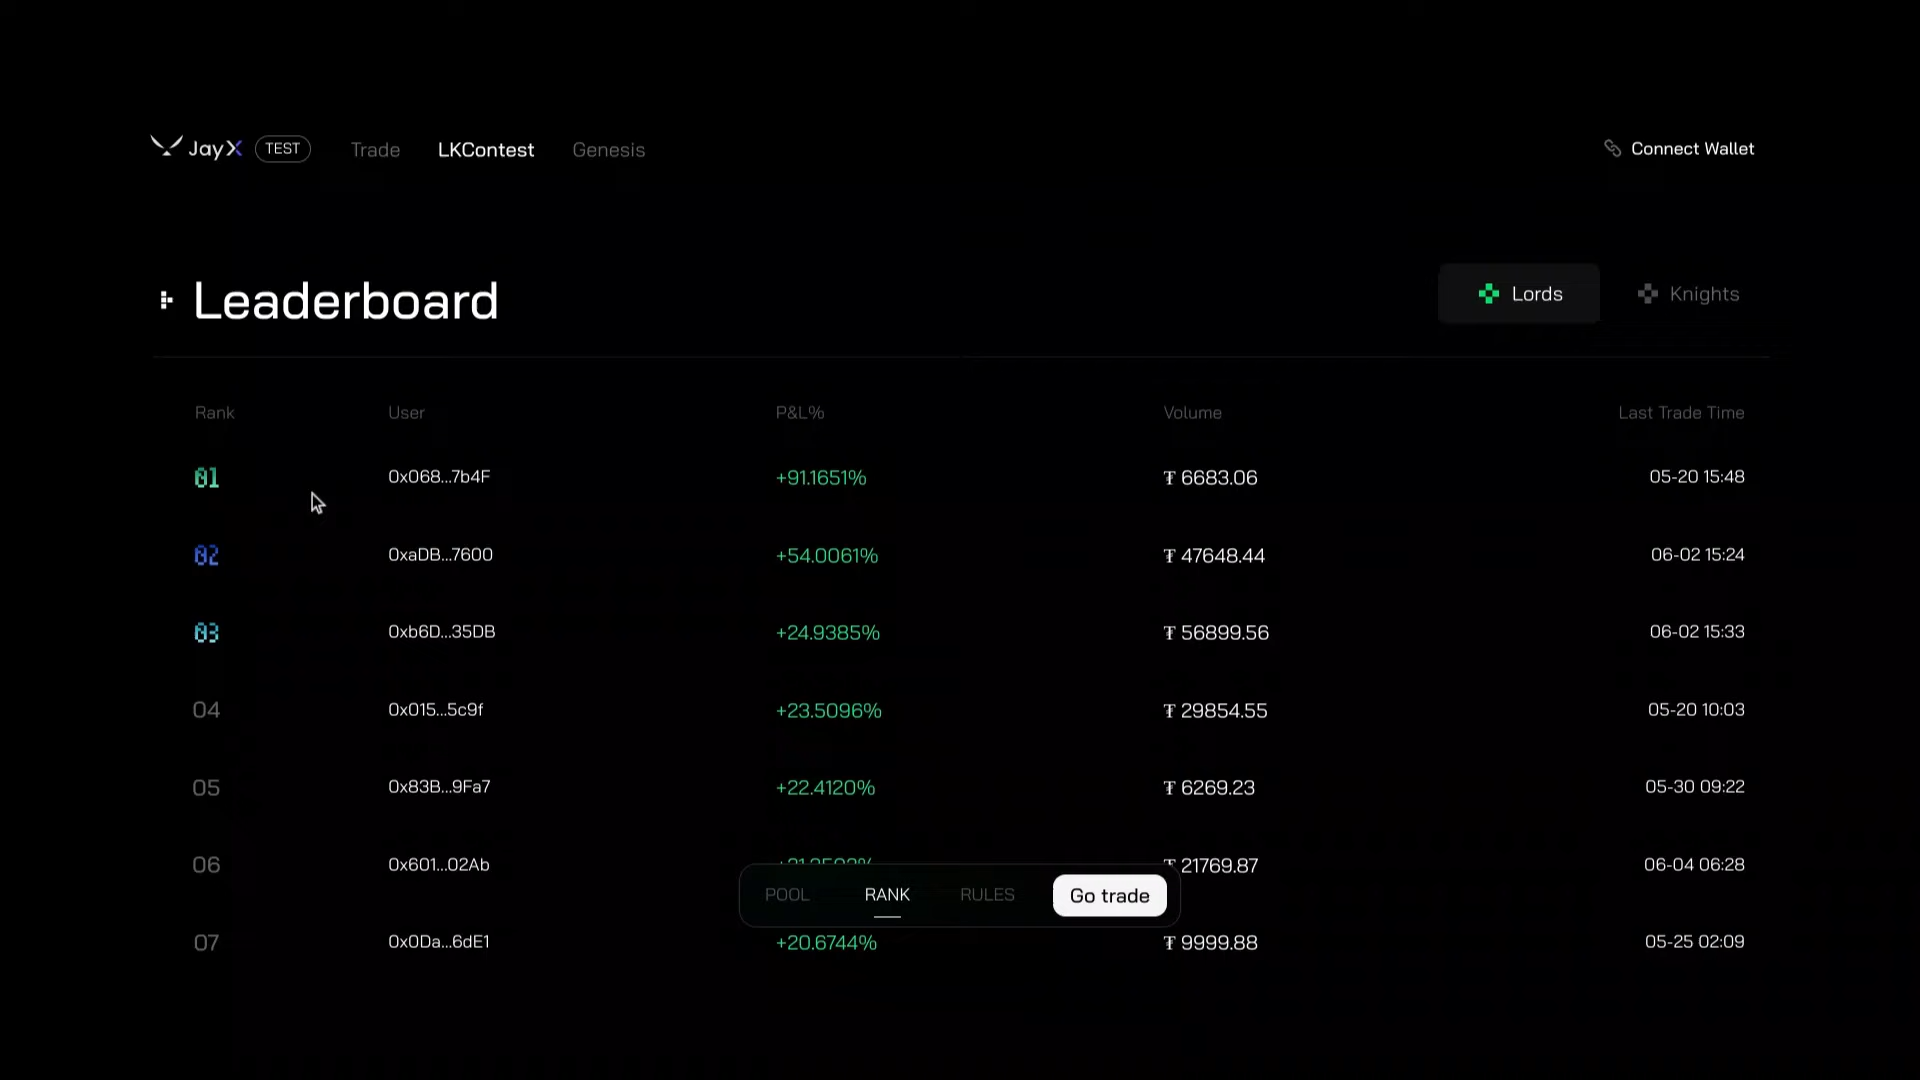 JayX TEST Trade LKContest Genesis Connect Wallet
Leaderboard Lords Knights
Rank User P&L% Volume Last Trade Time
01 0x068...7b4F +91.1651% ₮ 6683.06 05-20 15:48
02 0xaDB...7600 +54.0061% ₮ 47648.44 06-02 15:24
03 0xb6D...35DB +24.9385% ₮ 56899.56 06-02 15:33
04 0x015...5c9f +23.5096% ₮ 29854.55 05-20 10:03
05 0x83B...9Fa7 +22.4120% ₮ 6269.23 05-30 09:22
06 0x601...02Ab ₮ 21769.87 06-04 06:28
POOL RANK RULES Go trade
07 0x0Da...6dE1 +20.6744% ₮ 9999.88 05-25 02:09